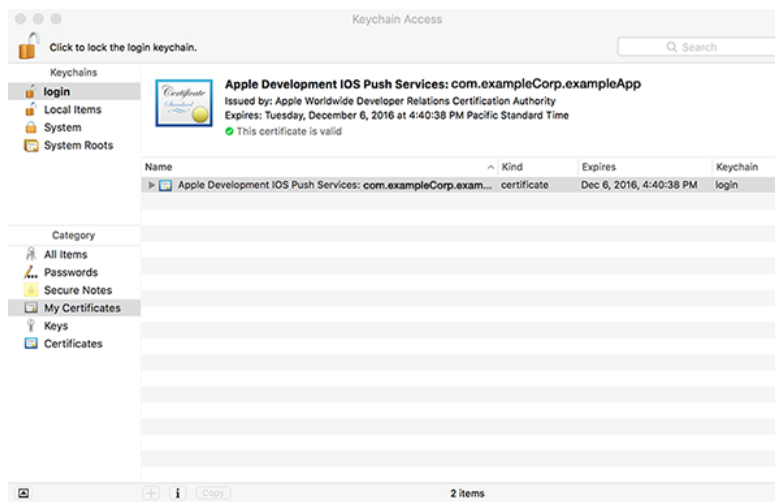 Keychain Access
Click to lock the login keychain.
Search
Keychains
login
Local Items
System
System Roots
Certificate
Standard
Apple Development IOS Push Services: com.exampleCorp.exampleApp
Issued by: Apple Worldwide Developer Relations Certification Authority
Expires: Tuesday, December 6, 2016 at 4:40:38 PM Pacific Standard Time
This certificate is valid
Name Kind Expires Keychain
Apple Development IOS Push Services: com.exampleCorp.exam... certificate Dec 6, 2016, 4:40:38 PM login
Category
All Items
Passwords
Secure Notes
My Certificates
Keys
Certificates
Copy
2 items